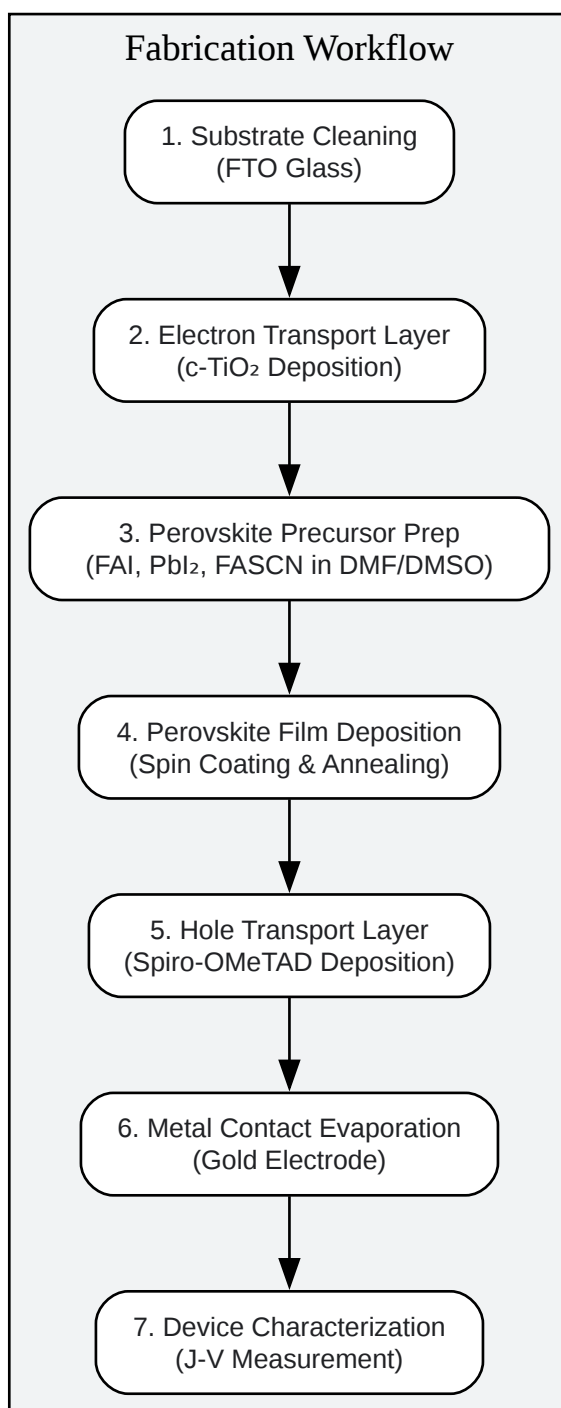 Fabrication Workflow
1. Substrate Cleaning
(FTO Glass)
2. Electron Transport Layer
(c-TiO₂ Deposition)
3. Perovskite Precursor Prep
(FAI, PbI₂, FASCN in DMF/DMSO)
4. Perovskite Film Deposition
(Spin Coating & Annealing)
5. Hole Transport Layer
(Spiro-OMeTAD Deposition)
6. Metal Contact Evaporation
(Gold Electrode)
7. Device Characterization
(J-V Measurement)